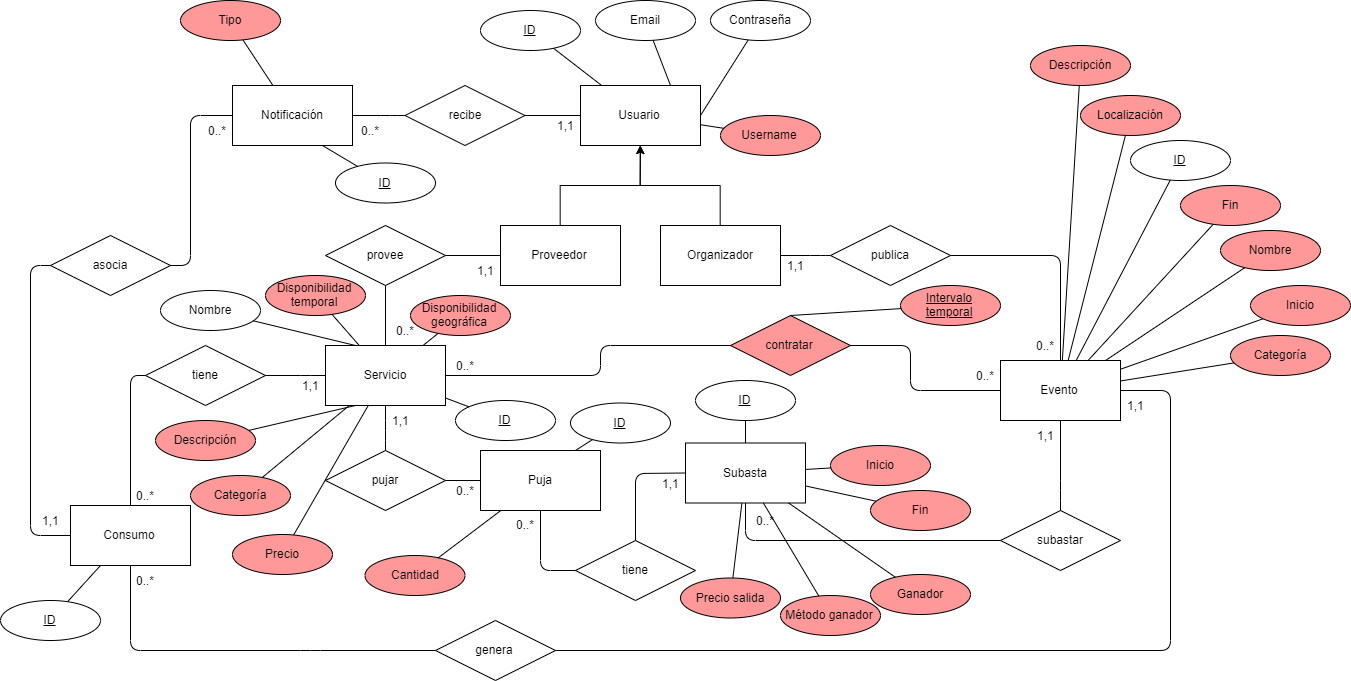 Tipo
ID
Email
Contraseña
Descripción
Notificación
recibe
Usuario
0..*
0..*
1,1
Username
Localización
ID
ID
Fin
asocia
provee
Proveedor
Organizador
publica
Nombre
1,1
1,1
Disponibilidad
temporal
Nombre
Disponibilidad
geográfica
Intervalo
temporal
Inicio
0..*
contratar
0..*
Categoría
tiene
Servicio
0..*
0..*
1,1
Evento
ID
1,1
1,1
ID
ID
1,1
Descripción
Inicio
Subasta
pujar
Puja
1,1
0..*
Categoría
0..*
Fin
1,1
0..*
0..*
Consumo
subastar
Precio
tiene
Cantidad
0..*
Precio salida
Ganador
Método ganador
ID
genera